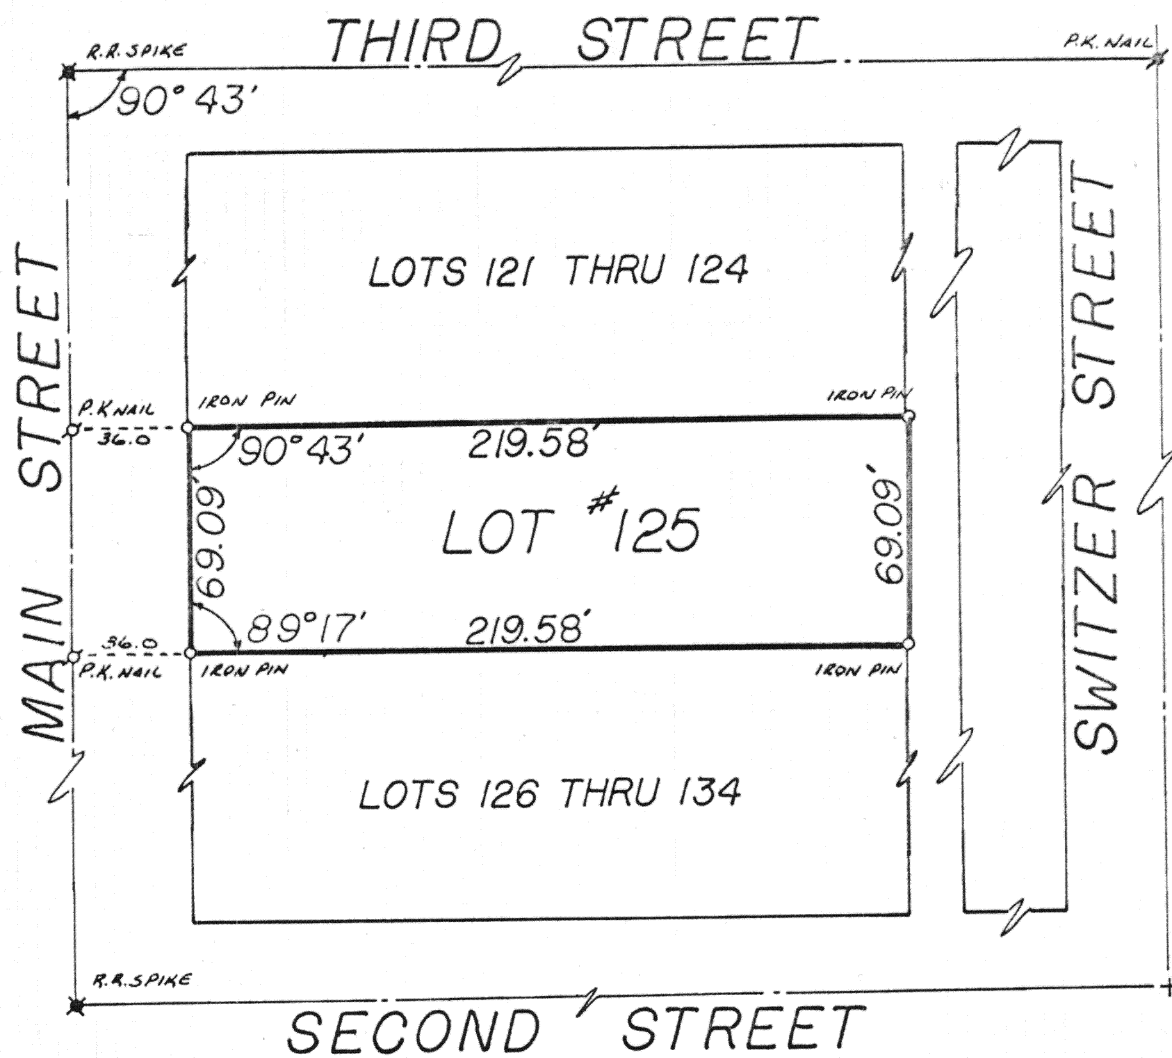 THIRD STREET
R.R. SPIKE
P.K. NAIL
90° 43'
LOTS 121 THRU 124
MAIN STREET
SWITZER STREET
P.K NAIL
36.0
IRON PIN
IRON PIN
90° 43'
219.58'
69.09'
LOT #125
69.09'
89° 17'
219.58'
36.0
P.K. NAIL
IRON PIN
IRON PIN
LOTS 126 THRU 134
R.R. SPIKE
SECOND STREET